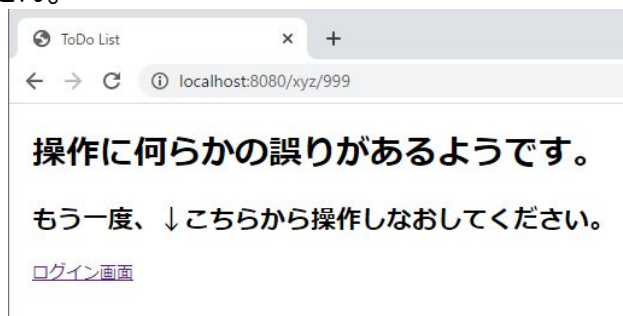 ToDo List
localhost:8080/xyz/999
操作に何らかの誤りがあるようです。
もう一度、↓こちらから操作しなおしてください。
ログイン画面